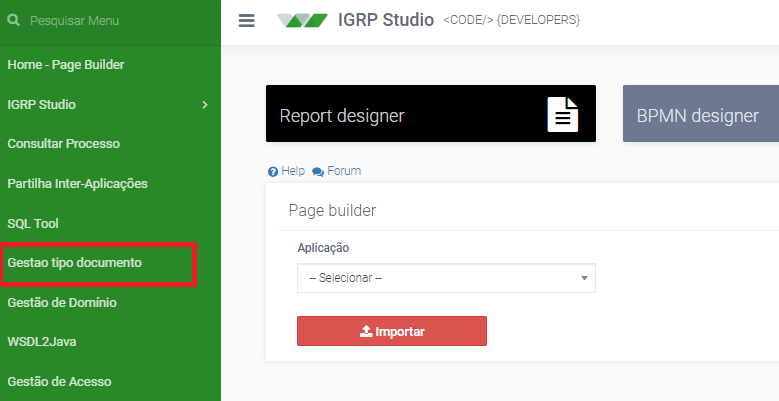 Pesquisar Menu
Home - Page Builder
IGRP Studio
Consultar Processo
Partilha Inter-Aplicações
SQL Tool
Gestao tipo documento
Gestão de Domínio
WSDL2Java
Gestão de Acesso
IGRP Studio <CODE/> {DEVELOPERS}
Report designer
BPMN designer
Help Forum
Page builder
Aplicação
-- Selecionar --
Importar